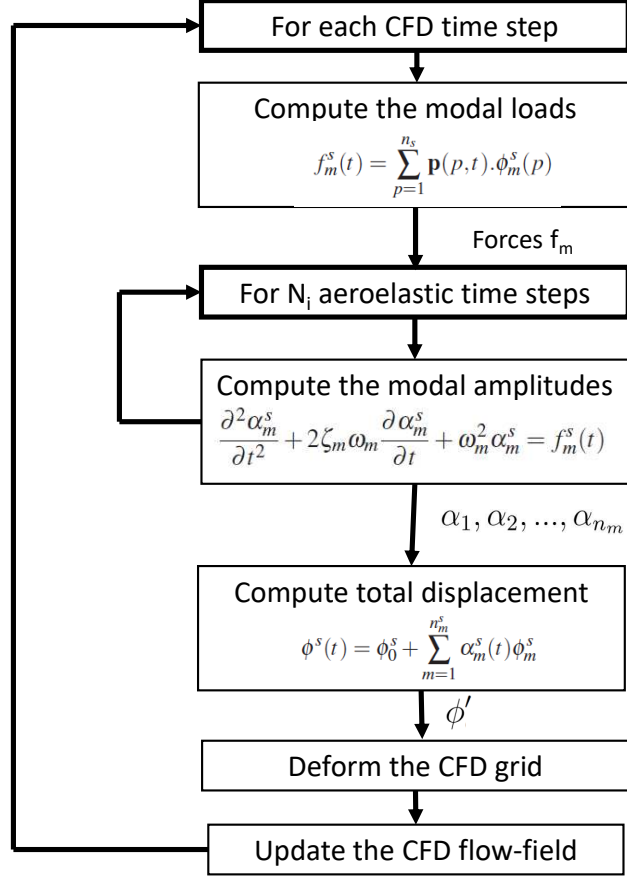 For each CFD time step
Compute the modal loads
f_m^s(t) = \sum_{p=1}^{n_s} \mathbf{p}(p,t).\phi_m^s(p)
Forces f_m
For N_i aeroelastic time steps
Compute the modal amplitudes
\frac{\partial^2 \alpha_m^s}{\partial t^2} + 2\zeta_m \omega_m \frac{\partial \alpha_m^s}{\partial t} + \omega_m^2 \alpha_m^s = f_m^s(t)
\alpha_1, \alpha_2, ..., \alpha_{n_m}
Compute total displacement
\phi^s(t) = \phi_0^s + \sum_{m=1}^{n_m^s} \alpha_m^s(t)\phi_m^s
\phi'
Deform the CFD grid
Update the CFD flow-field